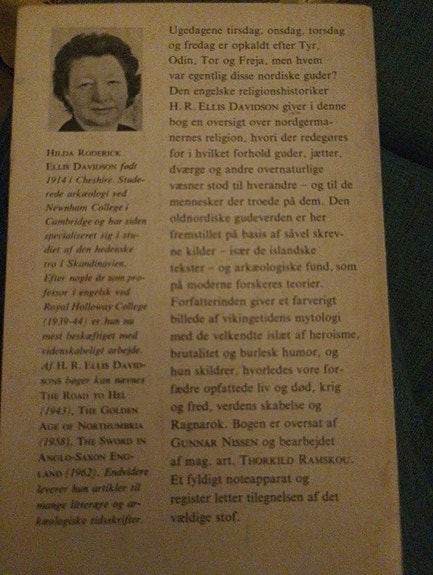 HILDA RODERICK
ELLIS DAVIDSON født
1914 i Cheshire. Stude-
rede arkæologi ved
Newnham College i
Cambridge og har siden
specialiseret sig i stu-
diet af den hedenske
tro i Skandinavien.
Efter nogle år som pro-
fessor i engelsk ved
Royal Holloway College
(1939-44) er hun nu
mest beskæftiget med
videnskabeligt arbejde.
Af H. R. ELLIS DAVID-
SONS bøger kan nævnes
THE ROAD TO HEL
(1943), THE GOLDEN
AGE OF NORTHUMBRIA
(1958), THE SWORD IN
ANGLO-SAXON ENG-
LAND (1962). Endvidere
leverer hun artikler til
mange litterære og ar-
kæologiske tidsskrifter.
Ugedagene tirsdag, onsdag, torsdag
og fredag er opkaldt efter Tyr,
Odin, Tor og Freja, men hvem
var egentlig disse nordiske guder?
Den engelske religionshistoriker
H. R. ELLIS DAVIDSON giver i denne
bog en oversigt over nordgerma-
nernes religion, hvori der redegøres
for i hvilket forhold guder, jætter,
dværge og andre overnaturlige
væsner stod til hverandre – og til de
mennesker der troede på dem. Den
oldnordiske gudeverden er her
fremstillet på basis af såvel skrev-
ne kilder – især de islandske
tekster – og arkæologiske fund, som
på moderne forskeres teorier.
Forfatterinden giver et farverigt
billede af vikingetidens mytologi
med de velkendte islæt af heroisme,
brutalitet og burlesk humor, og
hun skildrer, hvorledes vore for-
fædre opfattede liv og død, krig
og fred, verdens skabelse og
Ragnarok. Bogen er oversat af
GUNNAR NISSEN og bearbejdet
af mag. art. THORKILD RAMSKOU.
Et fyldigt noteapparat og
register letter tilegnelsen af det
vældige stof.